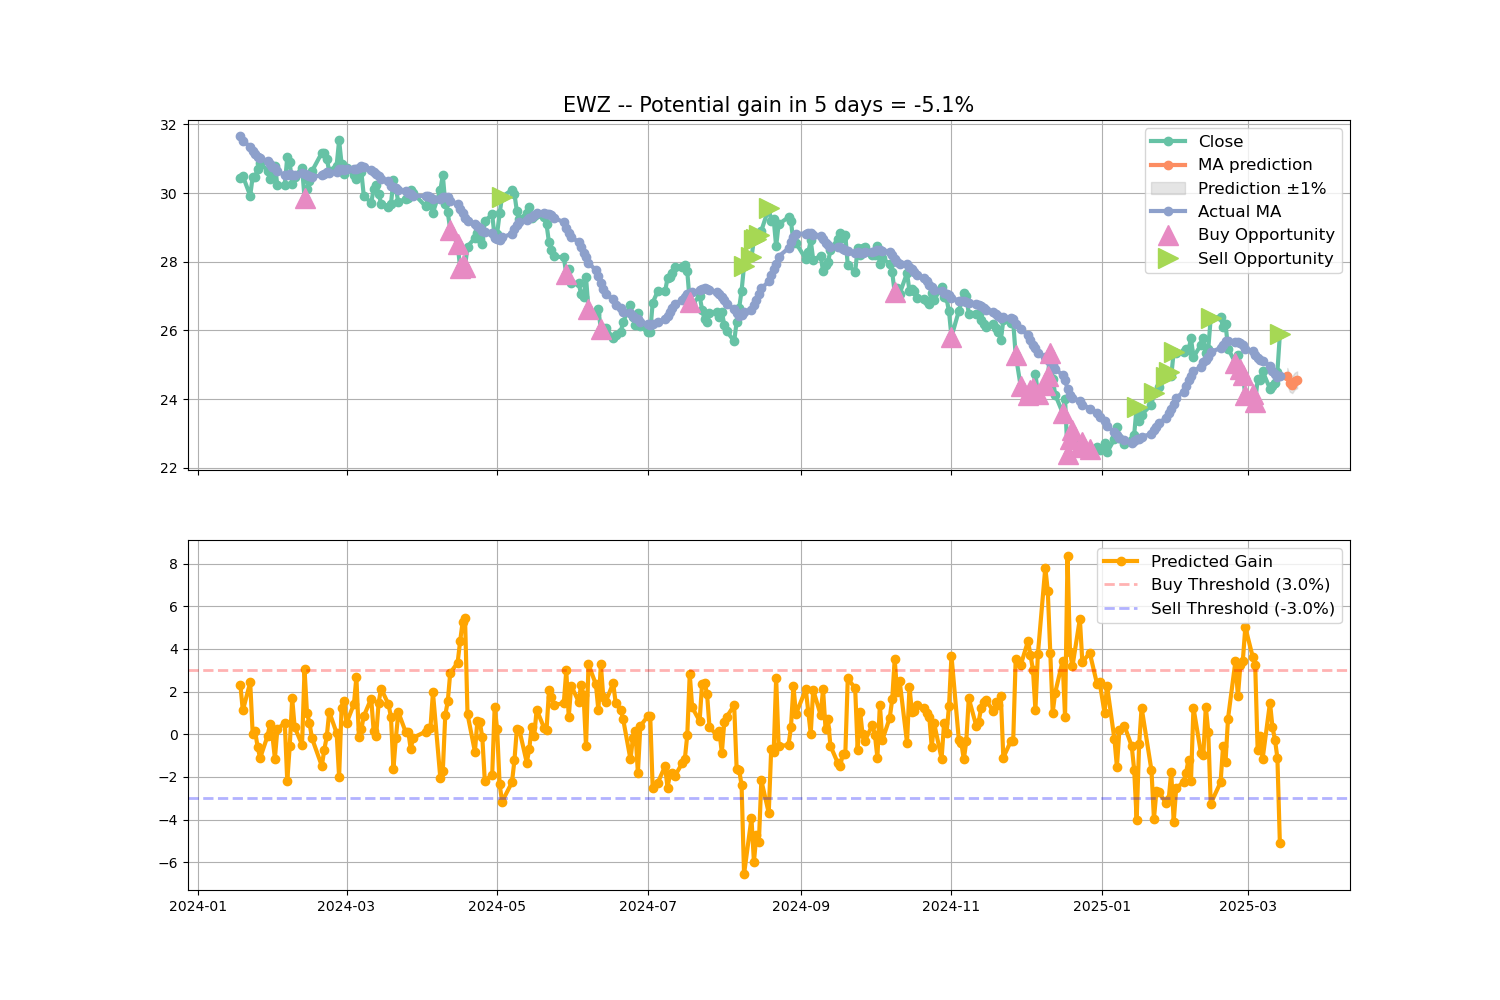 EWZ -- Potential gain in 5 days = -5.1%
32
30
28
26
24
22
Close
MA prediction
Prediction ±1%
Actual MA
Buy Opportunity
Sell Opportunity
8
6
4
2
0
−2
−4
−6
Predicted Gain
Buy Threshold (3.0%)
Sell Threshold (-3.0%)
2024-01
2024-03
2024-05
2024-07
2024-09
2024-11
2025-01
2025-03